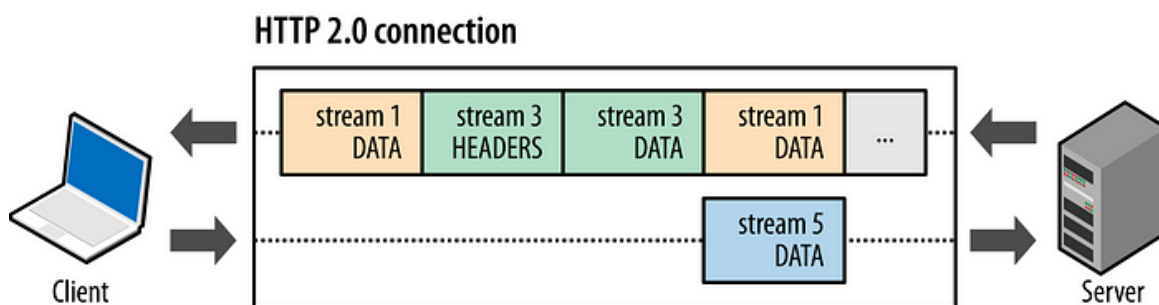 HTTP 2.0 connection
stream 1
DATA
stream 3
HEADERS
stream 3
DATA
stream 1
DATA
...
stream 5
DATA
Client
Server